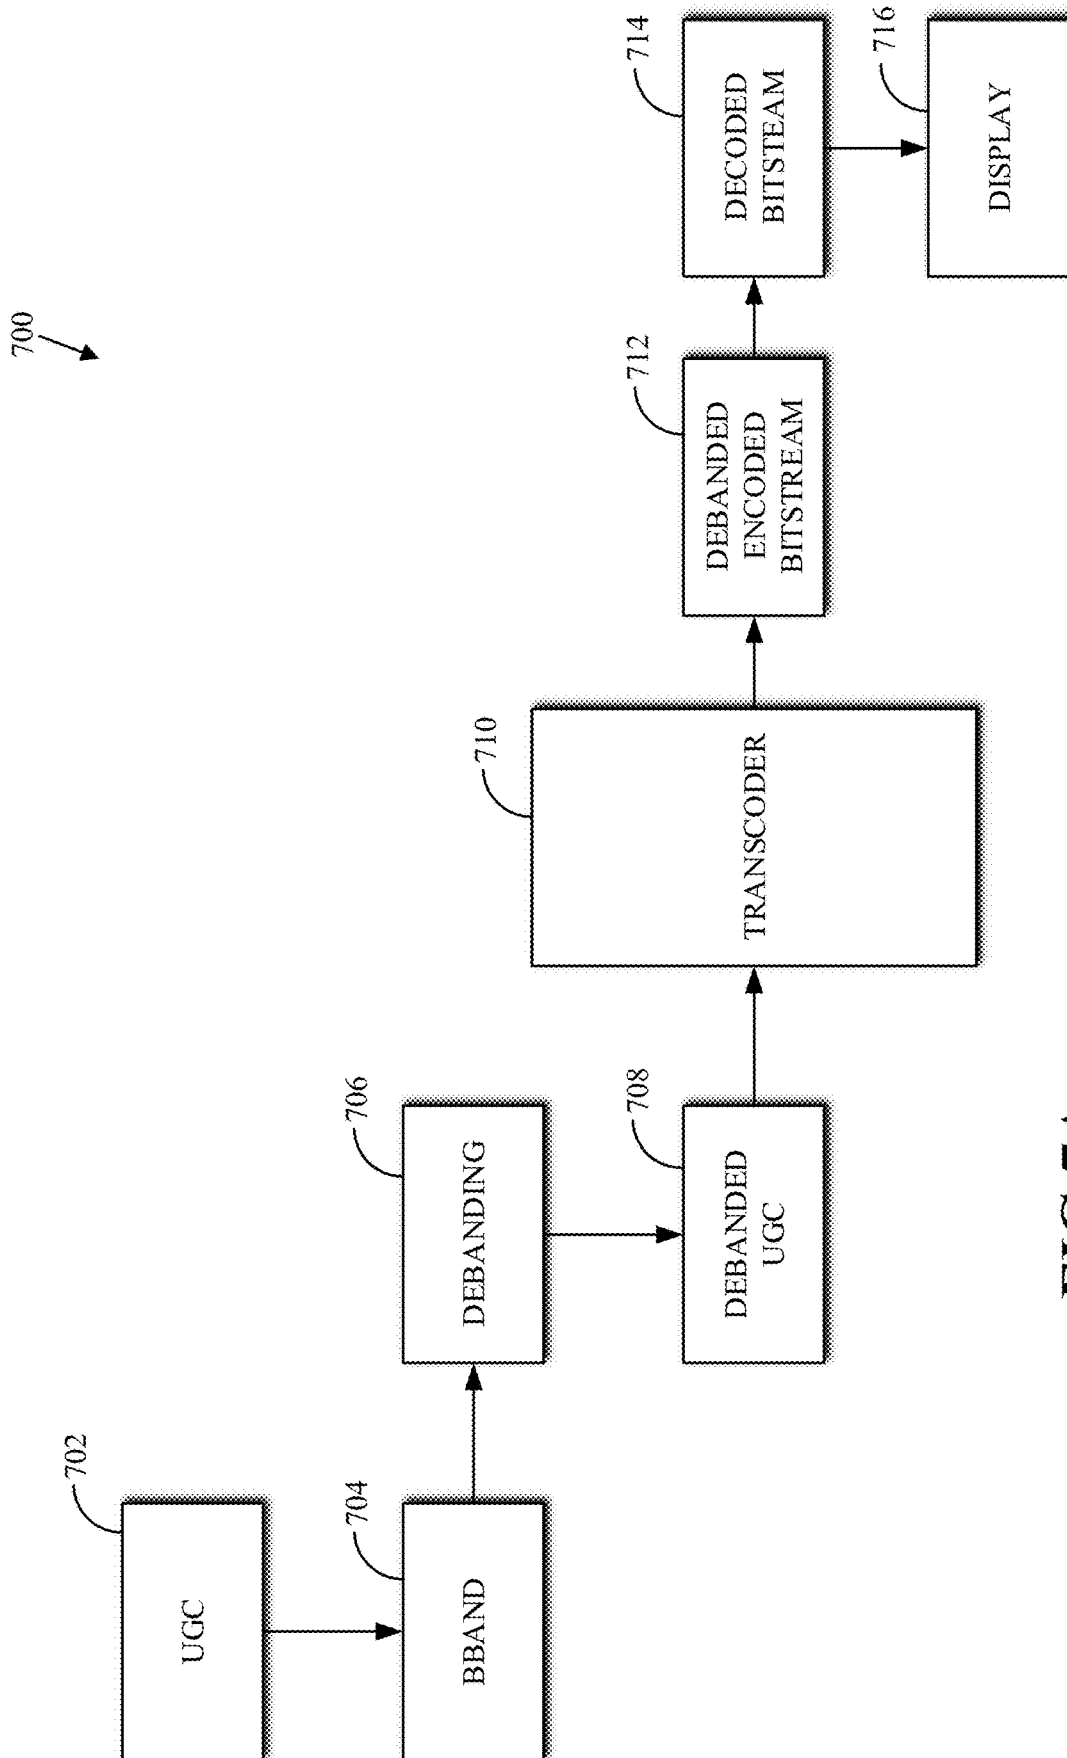 700
702
UGC
704
BBAND
706
DEBANDING
708
DEBANDED
UGC
710
TRANSCODER
712
DEBANDED
ENCODED
BITSTREAM
714
DECODED
BITSTEAM
716
DISPLAY